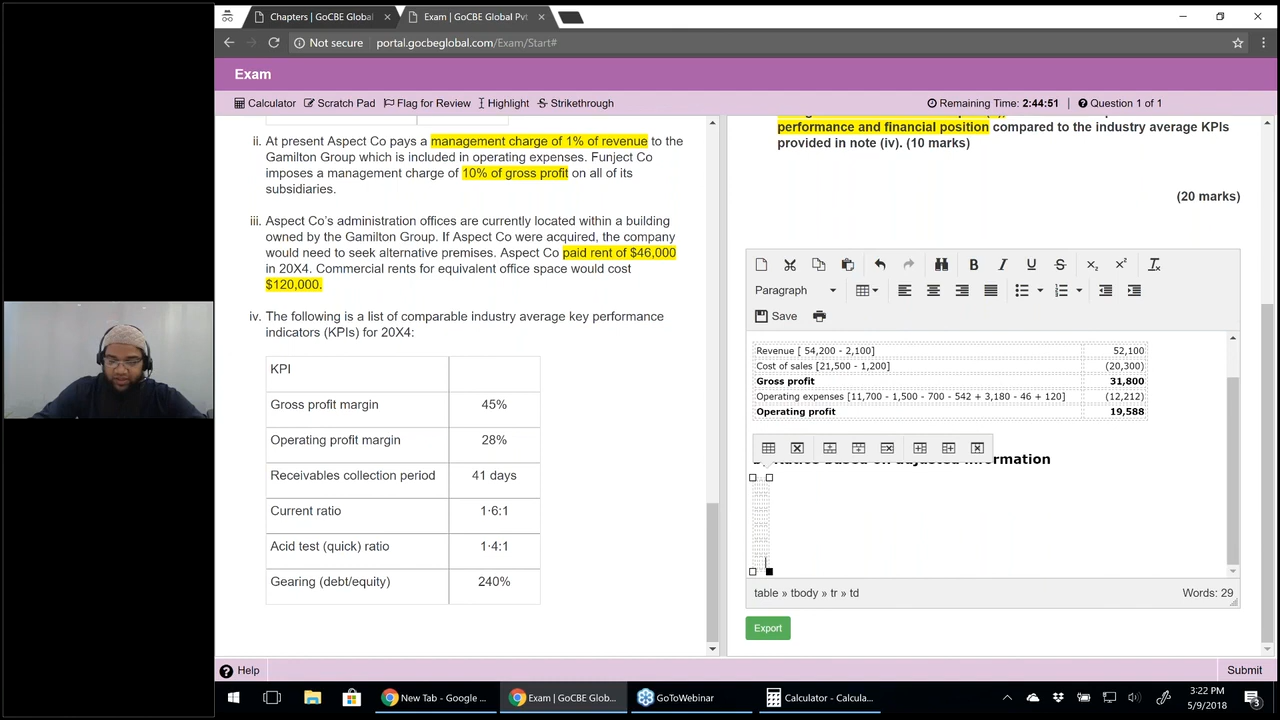 Chapters | GoCBE Global
Exam | GoCBE Global Pvt
Not secure portal.gocbeglobal.com/Exam/Start#
Exam
Calculator Scratch Pad Flag for Review Highlight Strikethrough
Remaining Time: 2:44:51 Question 1 of 1
ii. At present Aspect Co pays a management charge of 1% of revenue to the
Gamilton Group which is included in operating expenses. Funject Co
imposes a management charge of 10% of gross profit on all of its
subsidiaries.
iii. Aspect Co's administration offices are currently located within a building
owned by the Gamilton Group. If Aspect Co were acquired, the company
would need to seek alternative premises. Aspect Co paid rent of $46,000
in 20X4. Commercial rents for equivalent office space would cost
$120,000.
iv. The following is a list of comparable industry average key performance
indicators (KPIs) for 20X4:
KPI
Gross profit margin 45%
Operating profit margin 28%
Receivables collection period 41 days
Current ratio 1·6:1
Acid test (quick) ratio 1·4:1
Gearing (debt/equity) 240%
performance and financial position compared to the industry average KPIs
provided in note (iv). (10 marks)
(20 marks)
Paragraph
Save
Revenue [ 54,200 - 2,100] 52,100
Cost of sales [21,500 - 1,200] (20,300)
Gross profit 31,800
Operating expenses [11,700 - 1,500 - 700 - 542 + 3,180 - 46 + 120] (12,212)
Operating profit 19,588
information
table » tbody » tr » td Words: 29
Export
Help
Submit
New Tab - Google ...
Exam | GoCBE Glob...
GoToWebinar
Calculator - Calcula...
3:22 PM
5/9/2018
3